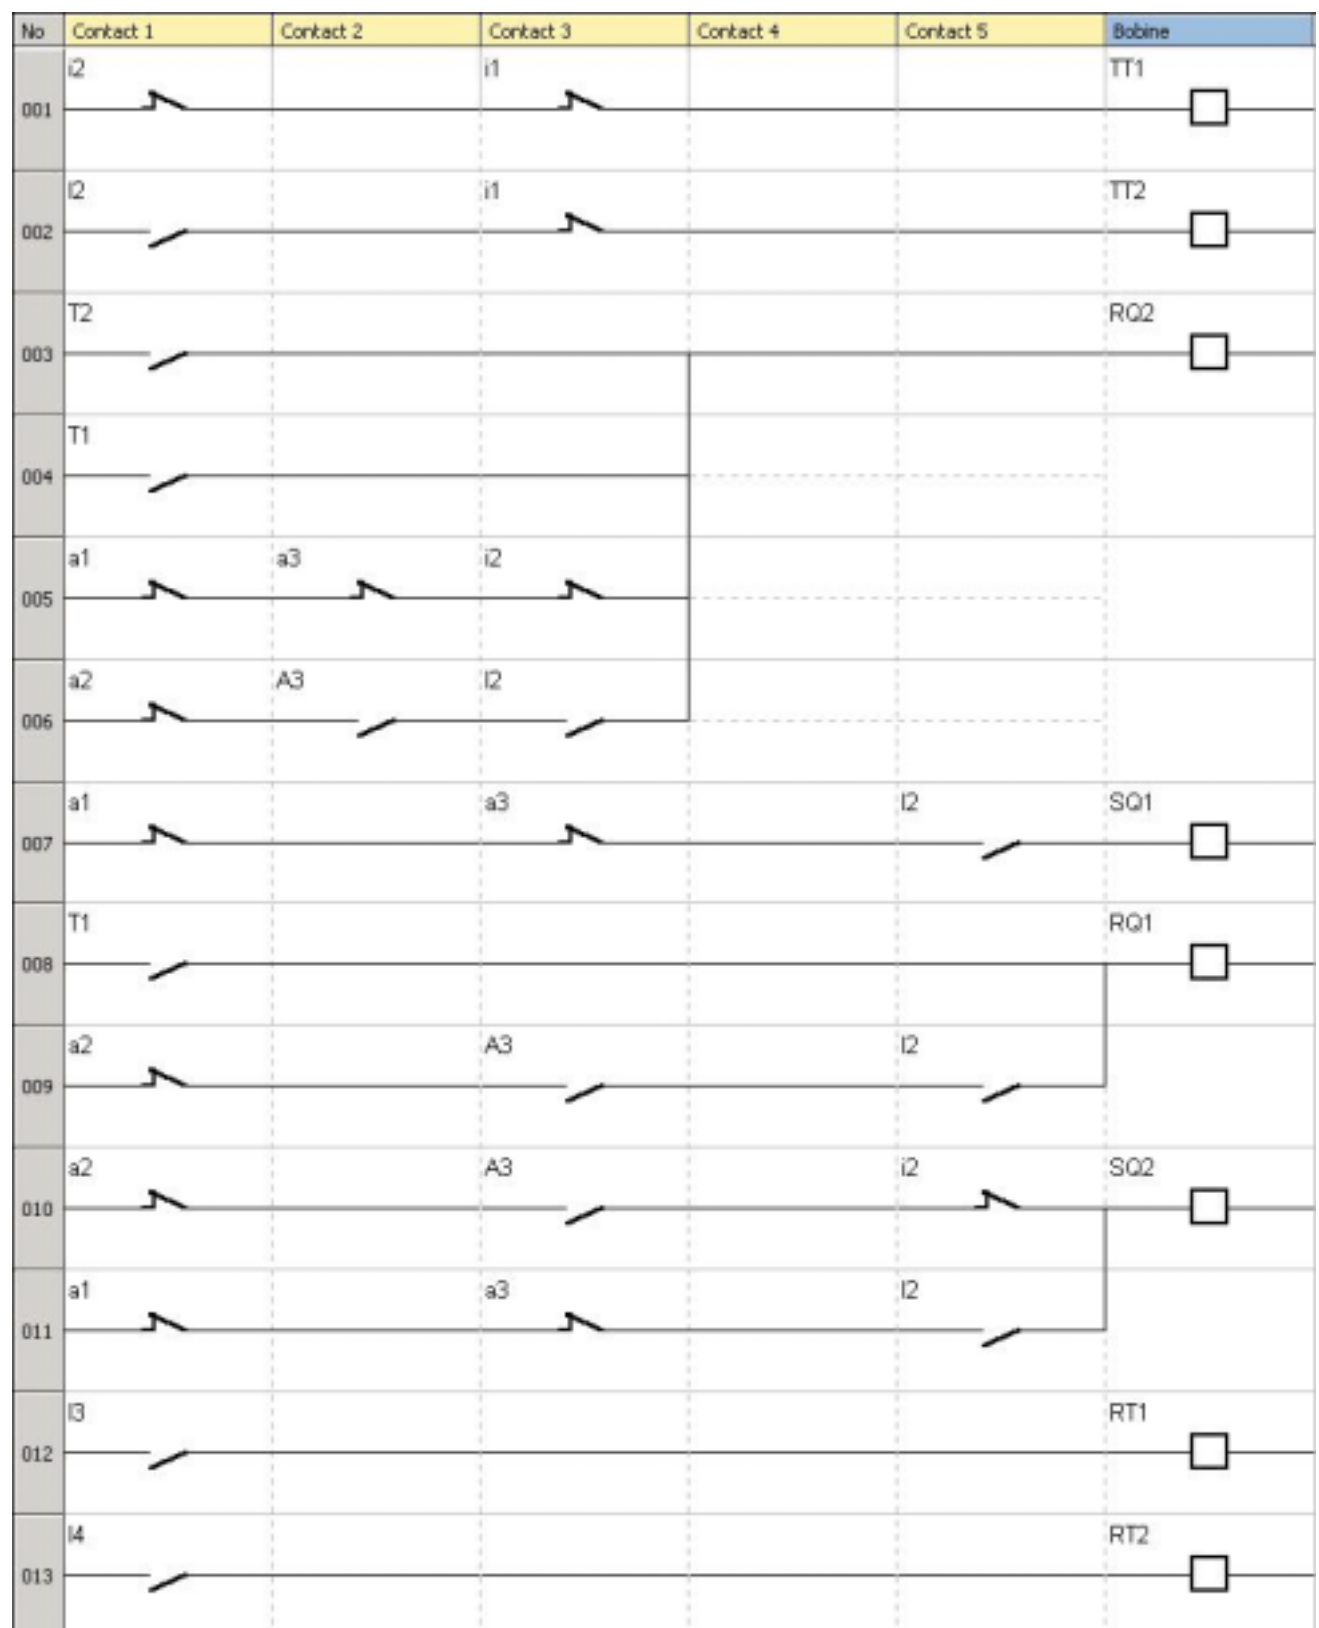 No Contact 1 Contact 2 Contact 3 Contact 4 Contact 5 Bobine
i2 i1 TT1
001
I2 i1 TT2
002
T2 RQ2
003
T1
004
a1 a3 i2
005
a2 A3 I2
006
a1 a3 I2 SQ1
007
T1 RQ1
008
a2 A3 I2
009
a2 A3 i2 SQ2
010
a1 a3 I2
011
I3 RT1
012
I4 RT2
013